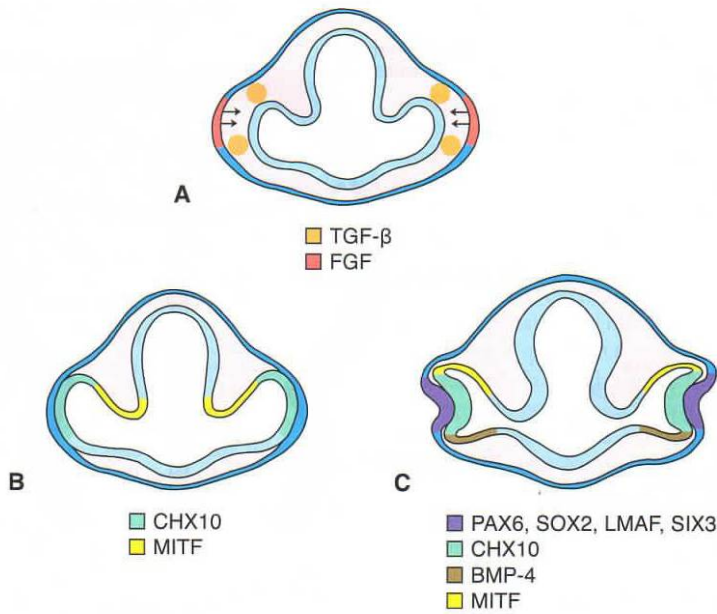 A
TGF-β
FGF
B
CHX10
MITF
C
PAX6, SOX2, LMAF, SIX3
CHX10
BMP-4
MITF